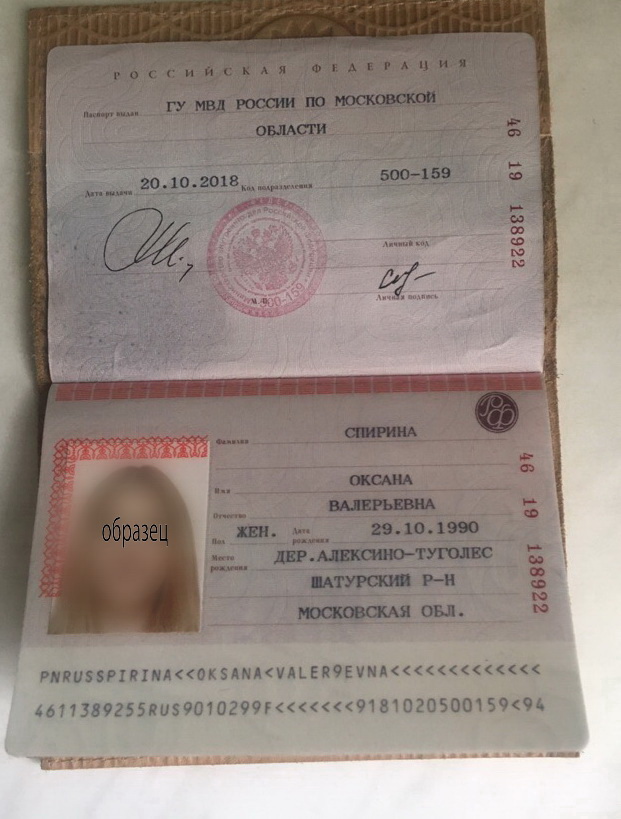 РОССИЙСКАЯ ФЕДЕРАЦИЯ
Паспорт выдан ГУ МВД РОССИИ ПО МОСКОВСКОЙ
ОБЛАСТИ
Дата выдачи 20.10.2018 Код подразделения 500-159
Личный код
М.П. 500-159
Личная подпись
46 19 138922
РФ
Фамилия СПИРИНА
Имя ОКСАНА
Отчество ВАЛЕРЬЕВНА
Пол ЖЕН. Дата рождения 29.10.1990
Место рождения ДЕР.АЛЕКСИНО-ТУГОЛЕС
ШАТУРСКИЙ Р-Н
МОСКОВСКАЯ ОБЛ.
46 19 138922
образец
PNRUSSPIRINA<<OKSANA<VALER9EVNA<<<<<<<<<<<<<
4611389255RUS9010299F<<<<<<<9181020500159<94